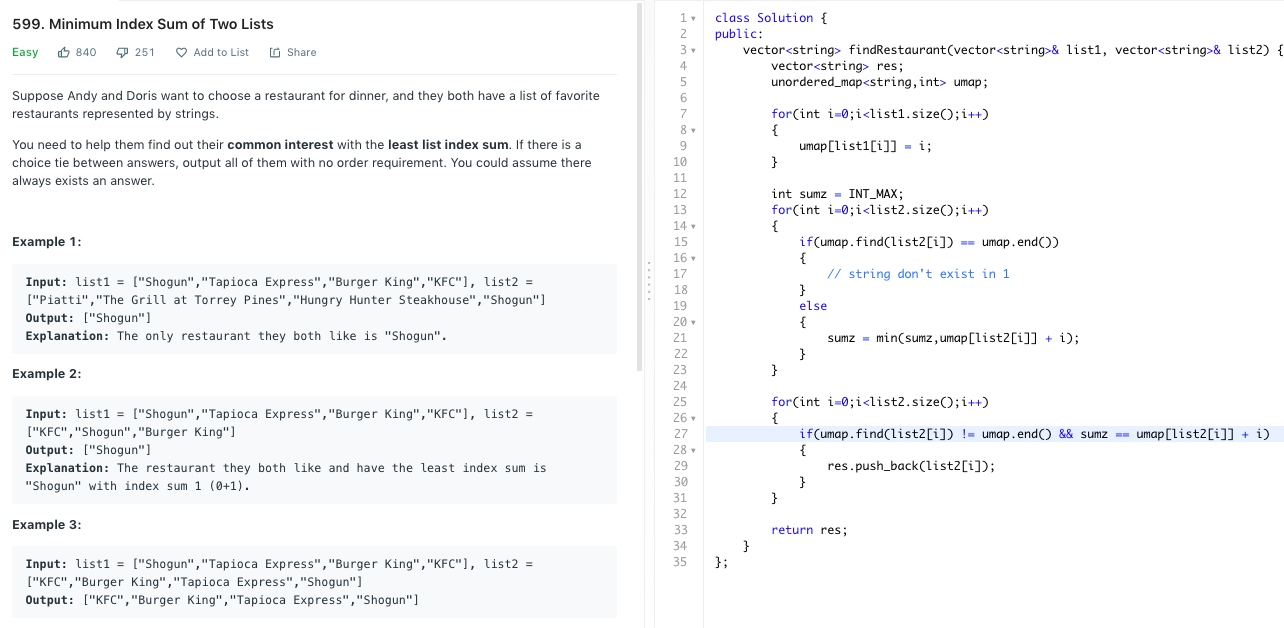 599. Minimum Index Sum of Two Lists
Easy 840 251 Add to List Share
Suppose Andy and Doris want to choose a restaurant for dinner, and they both have a list of favorite
restaurants represented by strings.
You need to help them find out their common interest with the least list index sum. If there is a
choice tie between answers, output all of them with no order requirement. You could assume there
always exists an answer.
Example 1:
Input: list1 = ["Shogun","Tapioca Express","Burger King","KFC"], list2 =
["Piatti","The Grill at Torrey Pines","Hungry Hunter Steakhouse","Shogun"]
Output: ["Shogun"]
Explanation: The only restaurant they both like is "Shogun".
Example 2:
Input: list1 = ["Shogun","Tapioca Express","Burger King","KFC"], list2 =
["KFC","Shogun","Burger King"]
Output: ["Shogun"]
Explanation: The restaurant they both like and have the least index sum is
"Shogun" with index sum 1 (0+1).
Example 3:
Input: list1 = ["Shogun","Tapioca Express","Burger King","KFC"], list2 =
["KFC","Burger King","Tapioca Express","Shogun"]
Output: ["KFC","Burger King","Tapioca Express","Shogun"]
1 class Solution {
2 public:
3 vector<string> findRestaurant(vector<string>& list1, vector<string>& list2) {
4 vector<string> res;
5 unordered_map<string,int> umap;
6
7 for(int i=0;i<list1.size();i++)
8 {
9 umap[list1[i]] = i;
10 }
11
12 int sumz = INT_MAX;
13 for(int i=0;i<list2.size();i++)
14 {
15 if(umap.find(list2[i]) == umap.end())
16 {
17 // string don't exist in 1
18 }
19 else
20 {
21 sumz = min(sumz,umap[list2[i]] + i);
22 }
23 }
24
25 for(int i=0;i<list2.size();i++)
26 {
27 if(umap.find(list2[i]) != umap.end() && sumz == umap[list2[i]] + i)
28 {
29 res.push_back(list2[i]);
30 }
31 }
32
33 return res;
34 }
35 };